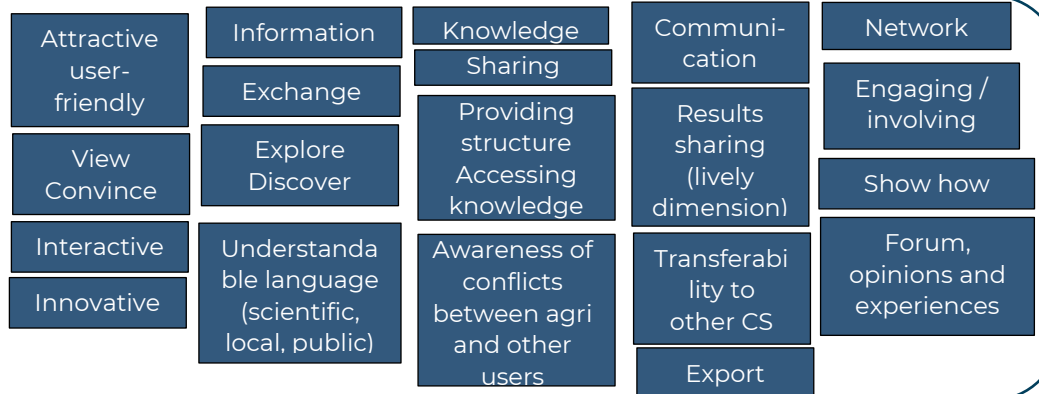 Attractive
user-
friendly
View
Convince
Interactive
Innovative
Information
Exchange
Explore
Discover
Understanda
ble language
(scientific,
local, public)
Knowledge
Sharing
Providing
structure
Accessing
knowledge
Awareness of
conflicts
between agri
and other
users
Communi-
cation
Results
sharing
(lively
dimension)
Transferabi
lity to
other CS
Export
Network
Engaging /
involving
Show how
Forum,
opinions and
experiences